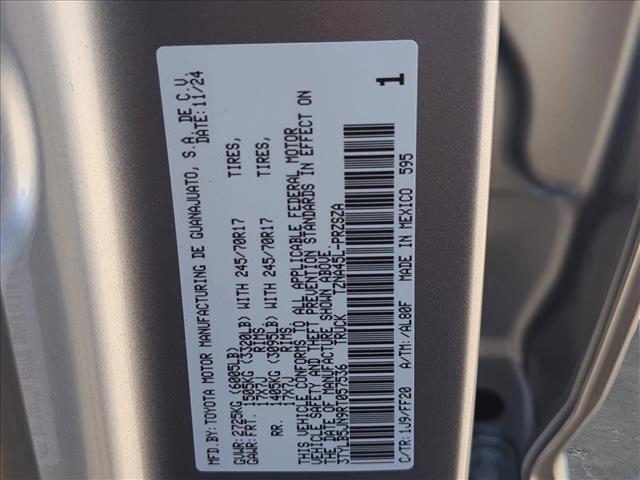 MFD.BY:TOYOTA MOTOR MANUFACTURING DE GUANAJUATO, S.A. DE C.V.
DATE:11/24
GVWR:2725KG (6005LB)
GAWR:FRT. 1505KG (3320LB) WITH 245/70R17 TIRES,
17X7J RIMS,
RR. 1405KG (3095LB) WITH 245/70R17 TIRES,
17X7J RIMS.
THIS VEHICLE CONFORMS TO ALL APPLICABLE FEDERAL MOTOR
VEHICLE SAFETY AND THEFT PREVENTION STANDARDS IN EFFECT ON
THE DATE OF MANUFACTURE SHOWN ABOVE.
3TYLB5JN9RT057536 TRUCK TZNA45L-PRZSZA
C/TR:1U9/FF20 A/TM:/AL80F MADE IN MEXICO 595
1